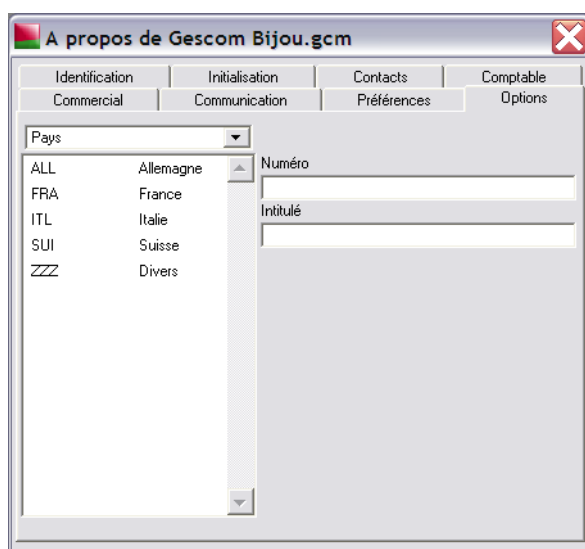 A propos de Gescom Bijou.gcm
Identification Initialisation Contacts Comptable
Commercial Communication Préférences Options
Pays
ALL Allemagne
FRA France
ITL Italie
SUI Suisse
ZZZ Divers
Numéro
Intitulé